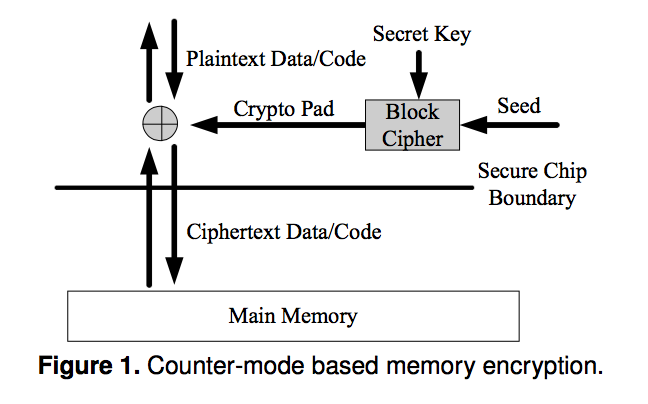 Secret Key
Plaintext Data/Code
Crypto Pad
Block
Cipher
Seed
Secure Chip
Boundary
Ciphertext Data/Code
Main Memory
Figure 1. Counter-mode based memory encryption.